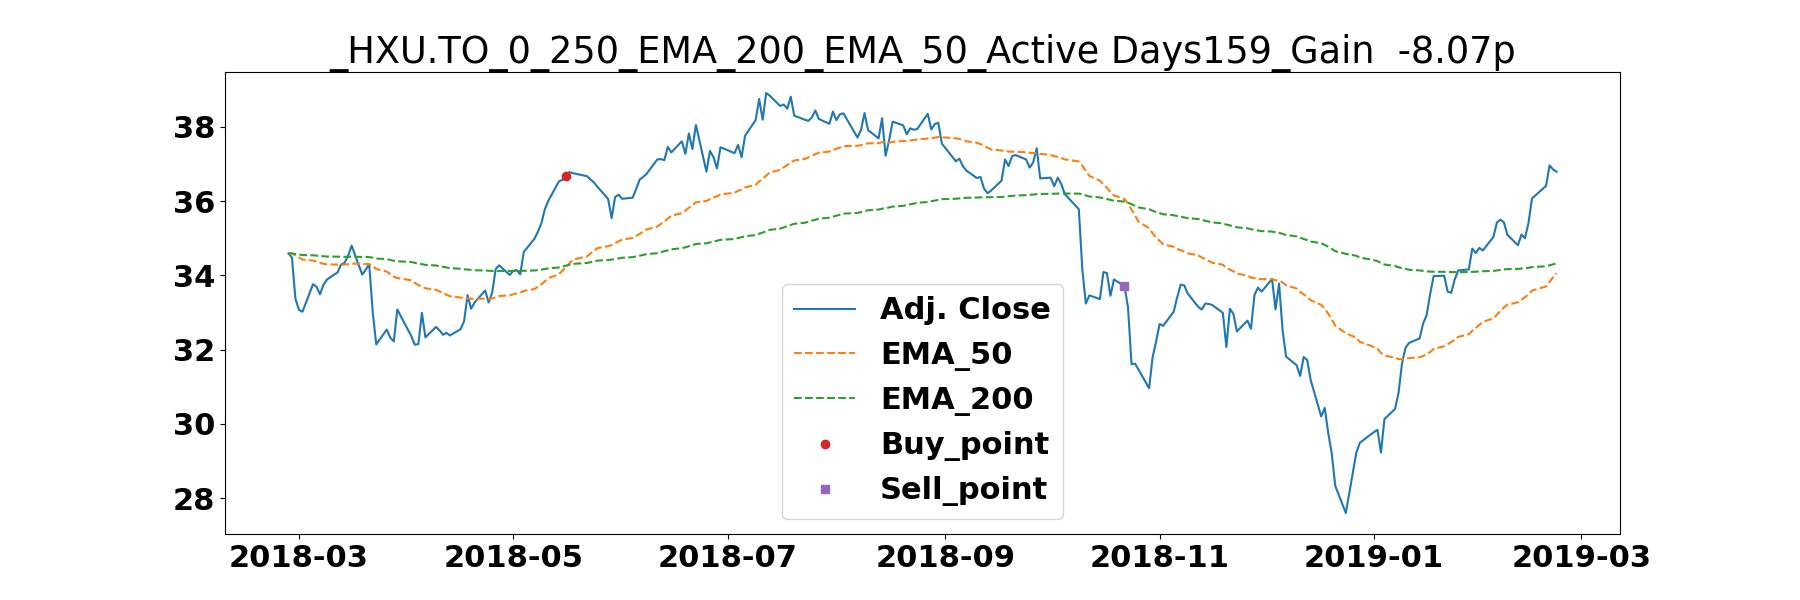 _HXU.TO_0_250_EMA_200_EMA_50_Active Days159_Gain  -8.07p
38
36
34
32
30
28
Adj. Close
EMA_50
EMA_200
Buy_point
Sell_point
2018-03 2018-05 2018-07 2018-09 2018-11 2019-01 2019-03